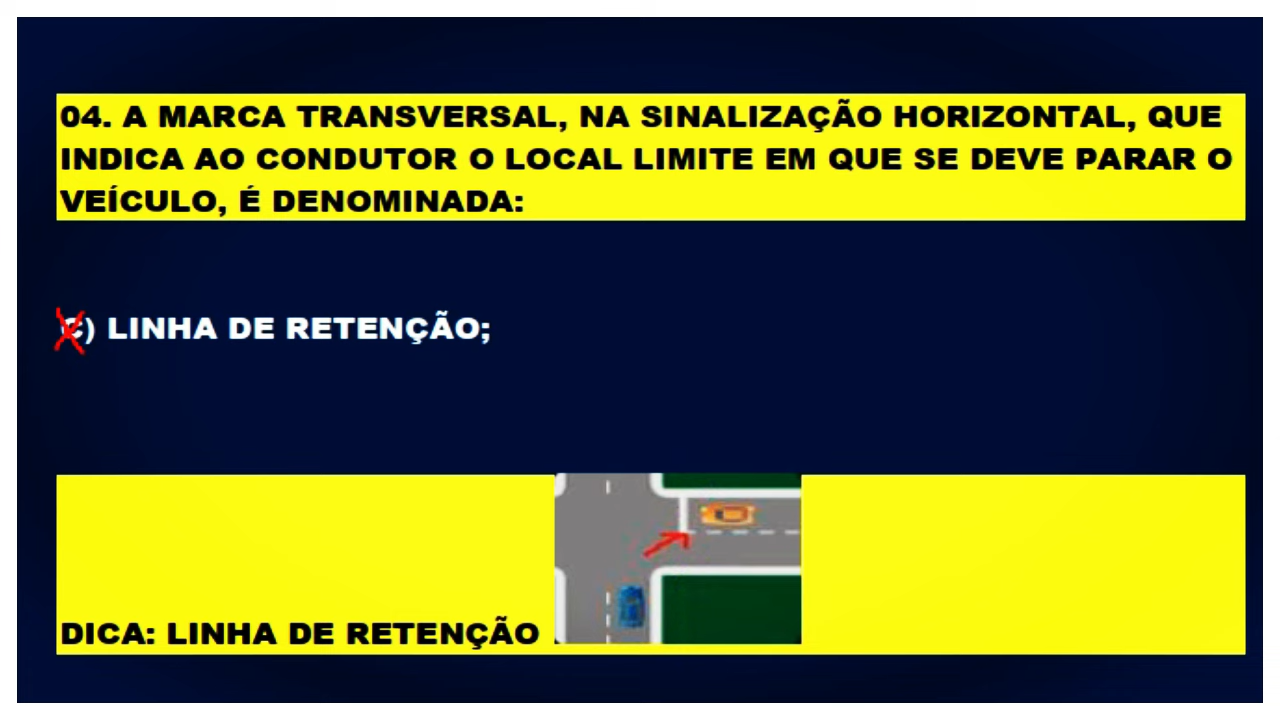 04. A MARCA TRANSVERSAL, NA SINALIZAÇÃO HORIZONTAL, QUE
INDICA AO CONDUTOR O LOCAL LIMITE EM QUE SE DEVE PARAR O
VEÍCULO, É DENOMINADA:
C) LINHA DE RETENÇÃO;
DICA: LINHA DE RETENÇÃO